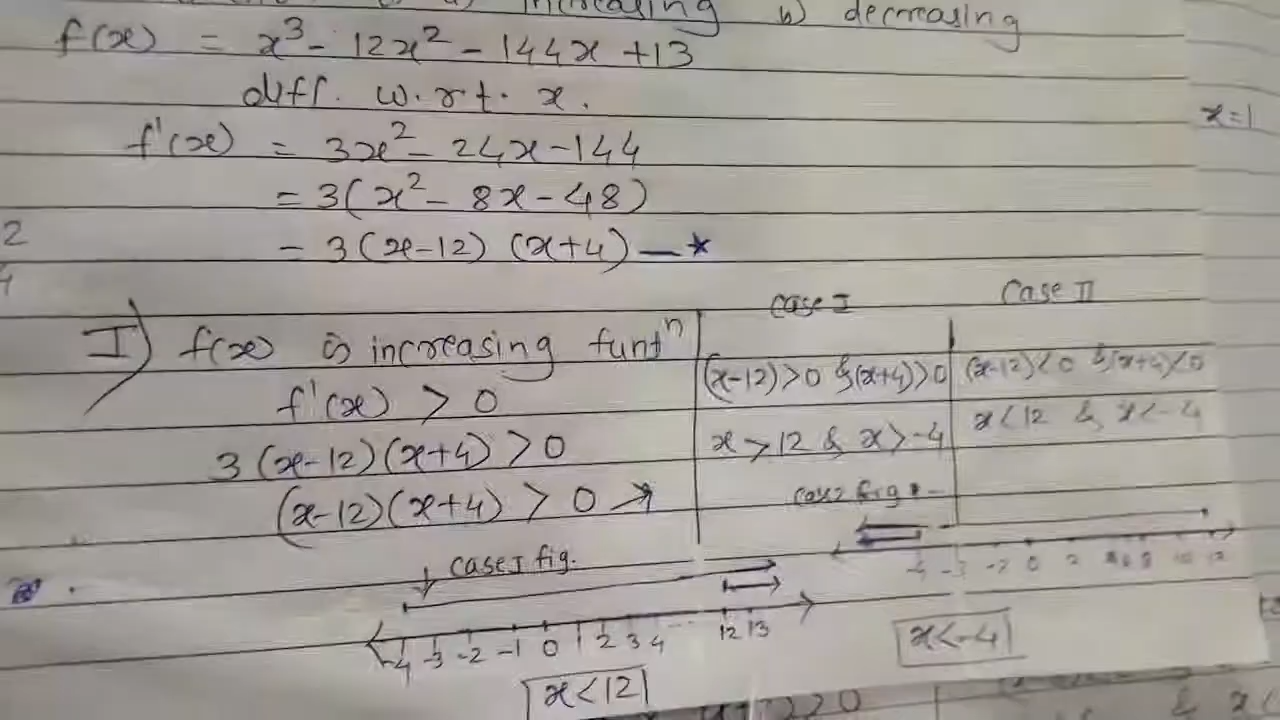 a) increasing b) decreasing
f(x) = x³ - 12x² - 144x + 13
diff. w.r.t. x.
x=1
f'(x) = 3x² - 24x - 144
= 3(x² - 8x - 48)
2
= 3(x-12) (x+4) — *
Case I Case II
I) f(x) is increasing funtⁿ
(x-12)>0 &(x+4)>0 (x-12)<0 &(x+4)<0
f'(x) > 0
x > 12 & x > -4 x < 12 & x < -4
3(x-12)(x+4) > 0
(x-12)(x+4) > 0 →
case I fig.
-4 -3 -2 -1 0 1 2 3 4 ... 12 13
x < 12
x < -4